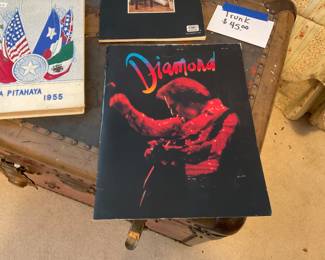 Trunk
$45.00
Diamond
A PITAHAYA 1955